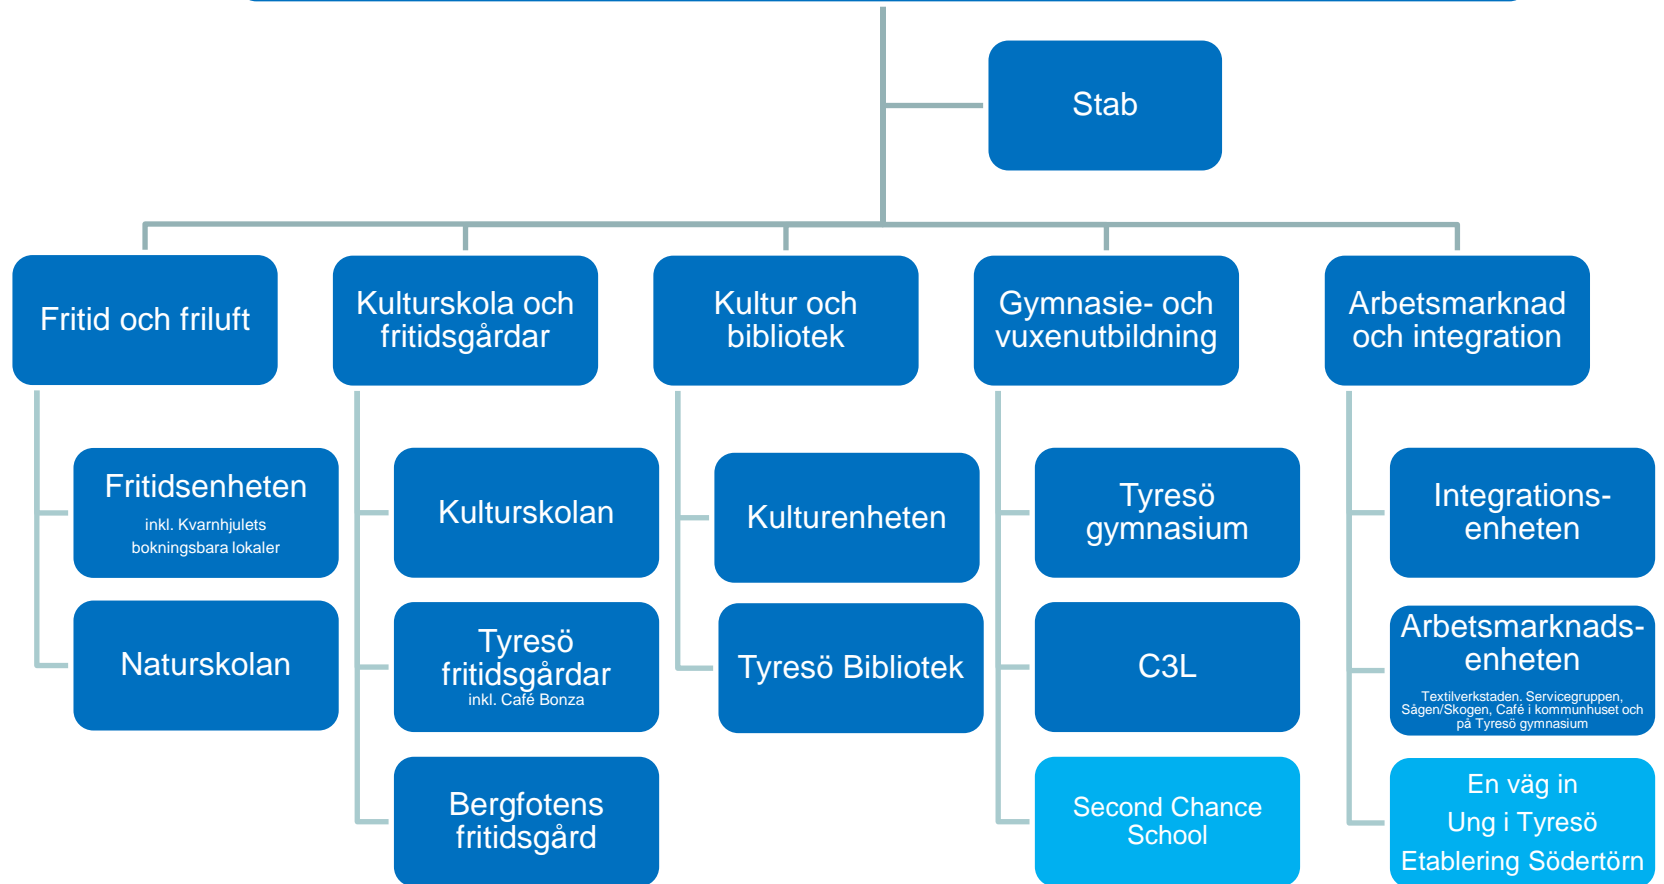 Stab
Fritid och friluft
Kulturskola och
fritidsgårdar
Kultur och
bibliotek
Gymnasie- och
vuxenutbildning
Arbetsmarknad
och integration
Fritidsenheten
inkl. Kvarnhjulets
bokningsbara lokaler
Kulturskolan
Kulturenheten
Tyresö
gymnasium
Integrations-
enheten
Naturskolan
Tyresö
fritidsgårdar
inkl. Café Bonza
Tyresö Bibliotek
C3L
Arbetsmarknads-
enheten
Textilverkstaden. Servicegruppen,
Sågen/Skogen, Café i kommunhuset och
på Tyresö gymnasium
Bergfotens
fritidsgård
Second Chance
School
En väg in
Ung i Tyresö
Etablering Södertörn